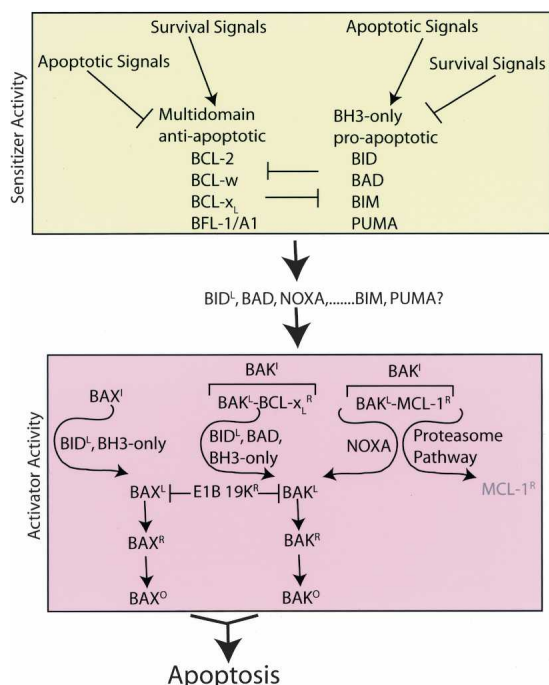 Survival Signals
Apoptotic Signals
Apoptotic Signals
Survival Signals
Sensitizer Activity
Multidomain
anti-apoptotic
BCL-2
BCL-w
BCL-x_L
BFL-1/A1
BH3-only
pro-apoptotic
BID
BAD
BIM
PUMA
BIDᴸ, BAD, NOXA,.......BIM, PUMA?
Activator Activity
BAXᴵ
BIDᴸ, BH3-only
BAKᴵ
BAKᴸ-BCL-x_Lᴿ
BIDᴸ, BAD,
BH3-only
BAKᴵ
BAKᴸ-MCL-1ᴿ
NOXA
Proteasome
Pathway
MCL-1ᴿ
BAXᴸ
E1B 19Kᴿ
BAKᴸ
BAXᴿ
BAKᴿ
BAXᴼ
BAKᴼ
Apoptosis